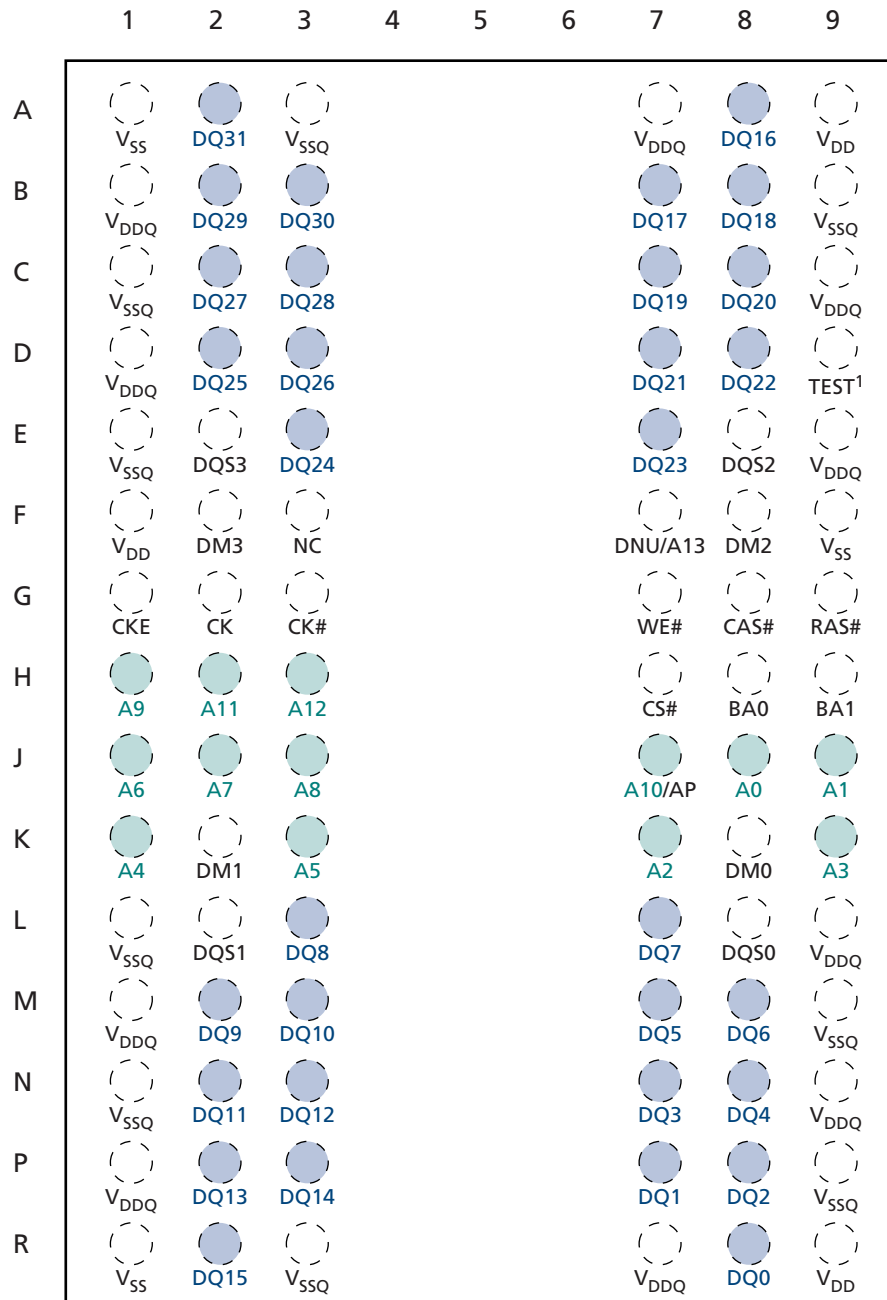 1 2 3 4 5 6 7 8 9
A
VSS DQ31 VSSQ VDDQ DQ16 VDD
B
VDDQ DQ29 DQ30 DQ17 DQ18 VSSQ
C
VSSQ DQ27 DQ28 DQ19 DQ20 VDDQ
D
VDDQ DQ25 DQ26 DQ21 DQ22 TEST1
E
VSSQ DQS3 DQ24 DQ23 DQS2 VDDQ
F
VDD DM3 NC DNU/A13 DM2 VSS
G
CKE CK CK# WE# CAS# RAS#
H
A9 A11 A12 CS# BA0 BA1
J
A6 A7 A8 A10/AP A0 A1
K
A4 DM1 A5 A2 DM0 A3
L
VSSQ DQS1 DQ8 DQ7 DQS0 VDDQ
M
VDDQ DQ9 DQ10 DQ5 DQ6 VSSQ
N
VSSQ DQ11 DQ12 DQ3 DQ4 VDDQ
P
VDDQ DQ13 DQ14 DQ1 DQ2 VSSQ
R
VSS DQ15 VSSQ VDDQ DQ0 VDD